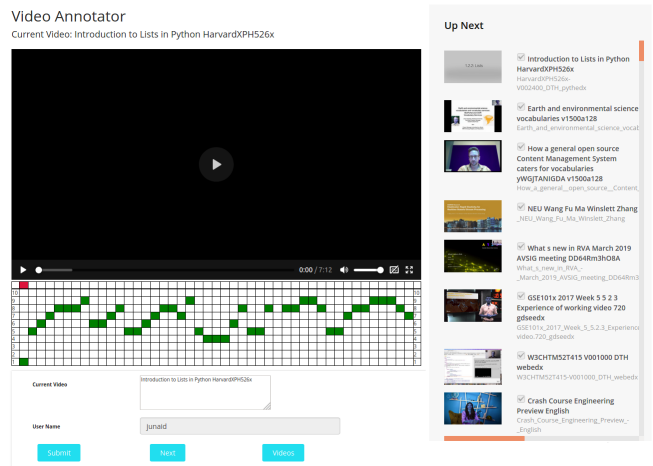 Video Annotator
Current Video: Introduction to Lists in Python HarvardXPH526x
0:00 / 7:12
10
10
9
9
8
8
7
7
6
6
5
5
4
4
3
3
2
2
1
1
Current Video
Introduction to Lists in Python HarvardXPH526x
User Name
Junaid
Submit
Next
Videos
Up Next
Introduction to Lists in Python
HarvardXPH526x
HarvardXPH526x-
V002400_DTH_pythedx
Earth and environmental science
vocabularies v1500a128
Earth_and_environmental_science_vocab
How a general open source
Content Management System
caters for vocabularies
yWGJTANIGDA v1500a128
How_a_general__open_source__Content_
NEU Wang Fu Ma Winslett Zhang
_NEU_Wang_Fu_Ma_Winslett_Zhang
What s new in RVA March 2019
AVSIG meeting DD64Rm3hO8A
What_s_new_in_RVA_-
_March_2019_AVSIG_meeting_DD64Rm3
GSE101x 2017 Week 5 5 2 3
Experience of working video 720
gdseedx
GSE101x_2017_Week_5_5.2.3_Experience
video.720_gdseedx
W3CHTM52T415 V001000 DTH
webedx
W3CHTM52T415-V001000_DTH_webedx
Crash Course Engineering
Preview English
Crash_Course_Engineering_Preview_-
_English